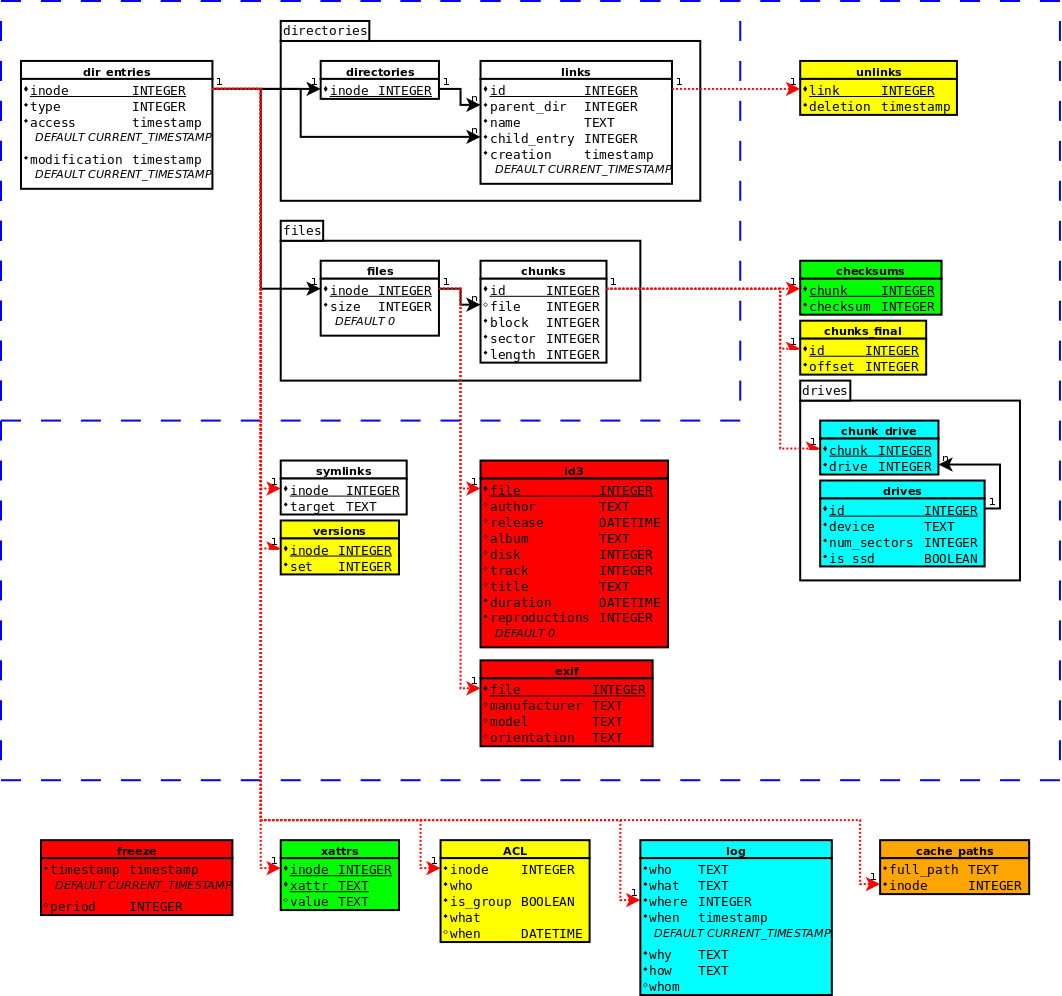 directories
dir_entries
inode INTEGER
type INTEGER
access timestamp
DEFAULT CURRENT_TIMESTAMP
modification timestamp
DEFAULT CURRENT_TIMESTAMP
1
1
directories
inode INTEGER
1
n
n
links
id INTEGER
parent_dir INTEGER
name TEXT
child_entry INTEGER
creation timestamp
DEFAULT CURRENT_TIMESTAMP
1
1
unlinks
link INTEGER
deletion timestamp
files
1
files
inode INTEGER
size INTEGER
DEFAULT 0
1
n
chunks
id INTEGER
file INTEGER
block INTEGER
sector INTEGER
length INTEGER
1
1
checksums
chunk INTEGER
checksum INTEGER
1
chunks_final
id INTEGER
offset INTEGER
drives
1
chunk_drive
chunk INTEGER
drive INTEGER
n
drives
id INTEGER
device TEXT
num_sectors INTEGER
is_ssd BOOLEAN
1
1
symlinks
inode INTEGER
target TEXT
1
versions
inode INTEGER
set INTEGER
1
id3
file INTEGER
author TEXT
release DATETIME
album TEXT
disk INTEGER
track INTEGER
title TEXT
duration DATETIME
reproductions INTEGER
DEFAULT 0
1
exif
file INTEGER
manufacturer TEXT
model TEXT
orientation TEXT
freeze
timestamp timestamp
DEFAULT CURRENT_TIMESTAMP
period INTEGER
1
xattrs
inode INTEGER
xattr TEXT
value TEXT
1
ACL
inode INTEGER
who
is_group BOOLEAN
what
when DATETIME
1
log
who TEXT
what TEXT
where INTEGER
when timestamp
DEFAULT CURRENT_TIMESTAMP
why TEXT
how TEXT
whom
1
cache_paths
full_path TEXT
inode INTEGER